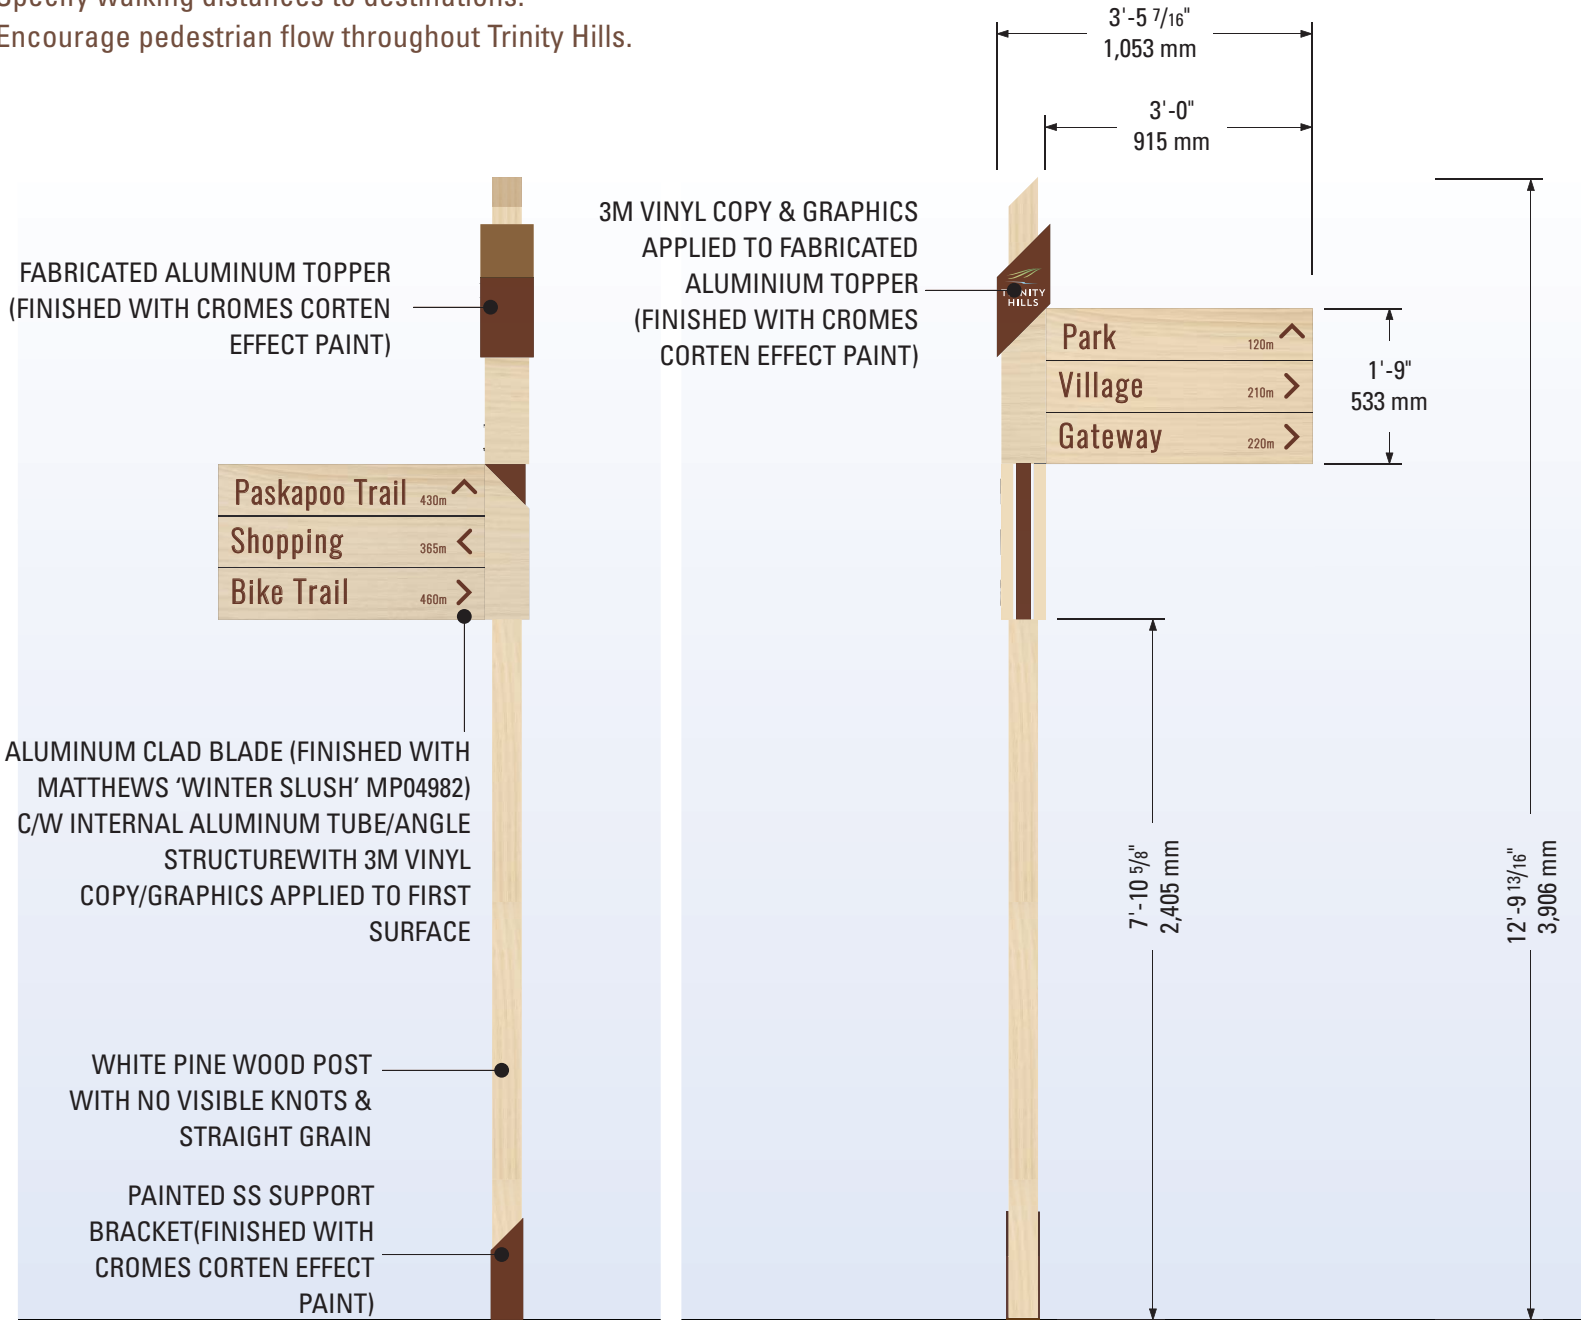 Specify walking distances to destinations.
Encourage pedestrian flow throughout Trinity Hills.
3'-5 7/16"
1,053 mm
3'-0"
915 mm
FABRICATED ALUMINUM TOPPER
(FINISHED WITH CROMES CORTEN
EFFECT PAINT)
3M VINYL COPY & GRAPHICS
APPLIED TO FABRICATED
ALUMINIUM TOPPER
(FINISHED WITH CROMES
CORTEN EFFECT PAINT)
HILLS
Park 120m
Village 210m
Gateway 220m
1'-9"
533 mm
Paskapoo Trail 430m
Shopping 365m
Bike Trail 460m
ALUMINUM CLAD BLADE (FINISHED WITH
MATTHEWS ‘WINTER SLUSH’ MP04982)
C/W INTERNAL ALUMINUM TUBE/ANGLE
STRUCTUREWITH 3M VINYL
COPY/GRAPHICS APPLIED TO FIRST
SURFACE
7'-10 5/8"
2,405 mm
12'-9 13/16"
3,906 mm
WHITE PINE WOOD POST
WITH NO VISIBLE KNOTS &
STRAIGHT GRAIN
PAINTED SS SUPPORT
BRACKET(FINISHED WITH
CROMES CORTEN EFFECT
PAINT)